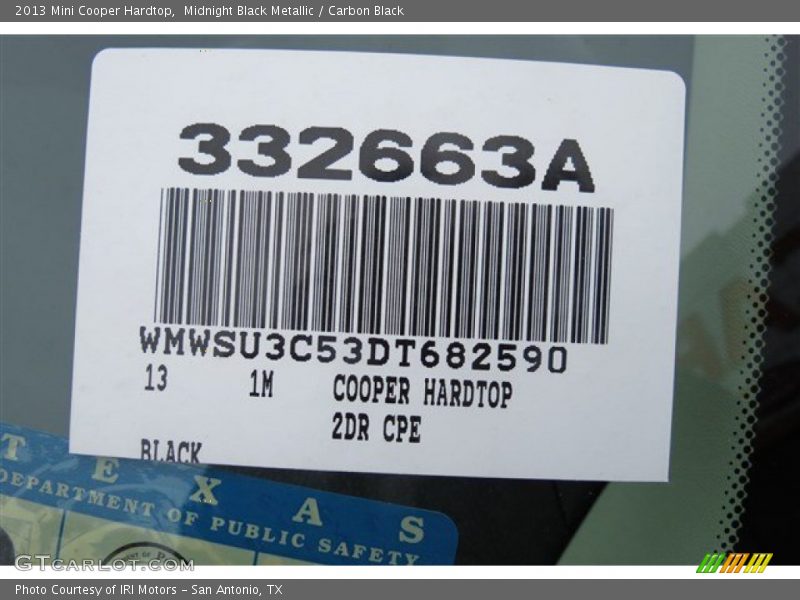 2013 Mini Cooper Hardtop,  Midnight Black Metallic / Carbon Black
332663A
WMWSU3C53DT682590
13 1M COOPER HARDTOP
2DR CPE
BLACK
TEXAS
DEPARTMENT OF PUBLIC SAFETY
GTcarlot.com
Photo Courtesy of IRI Motors – San Antonio, TX